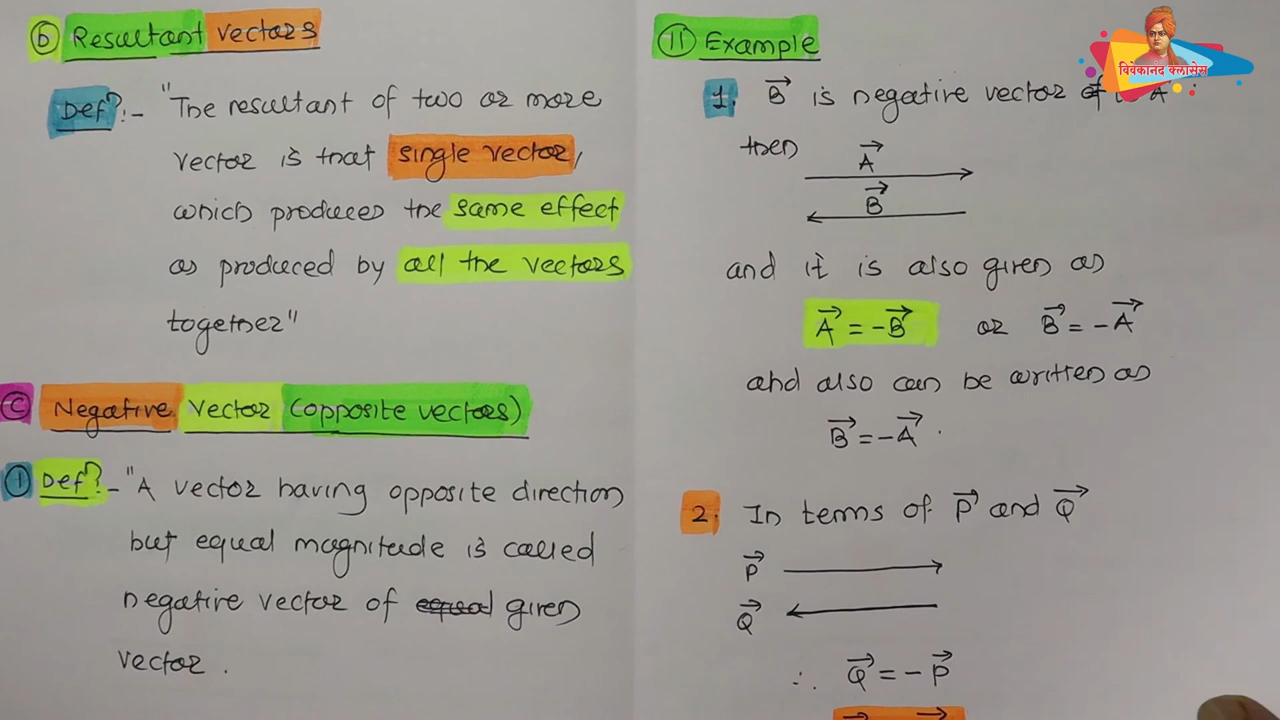 b Resultant vectors
Defⁿ:- "The resultant of two or more
vector is that single vector,
which produces the same effect
as produced by all the vectors
together"
C Negative Vector (opposite vectors)
I Defⁿ:- "A vector having opposite direction
but equal magnitude is called
negative vector of equal given
vector.
II Example
1. B⃗ is negative vector of A⃗
then
A⃗
B⃗
and it is also given as
A⃗ = -B⃗ or B⃗ = -A⃗
and also can be written as
B⃗ = -A⃗.
2. In terms of P⃗ and Q⃗
P⃗
Q⃗
∴ Q⃗ = -P⃗
विवेकानंद क्लासेस